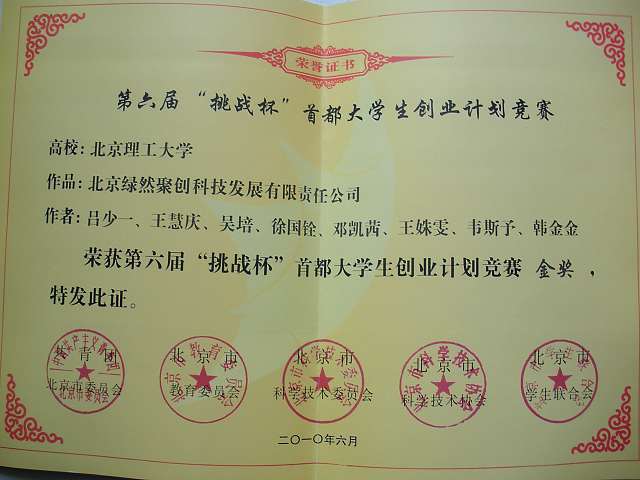 荣誉证书
第六届“挑战杯”首都大学生创业计划竞赛
高校：北京理工大学
作品：北京绿然聚创科技发展有限责任公司
作者：吕少一、王慧庆、吴培、徐国铨、邓凯茜、王姝雯、韦斯予、韩金金
荣获第六届“挑战杯”首都大学生创业计划竞赛 金奖，
特发此证。
共青团 北京市 北京市 北京市 北京市
北京市委员会 教育委员会 科学技术委员会 科学技术协会 学生联合会
二〇一〇年六月